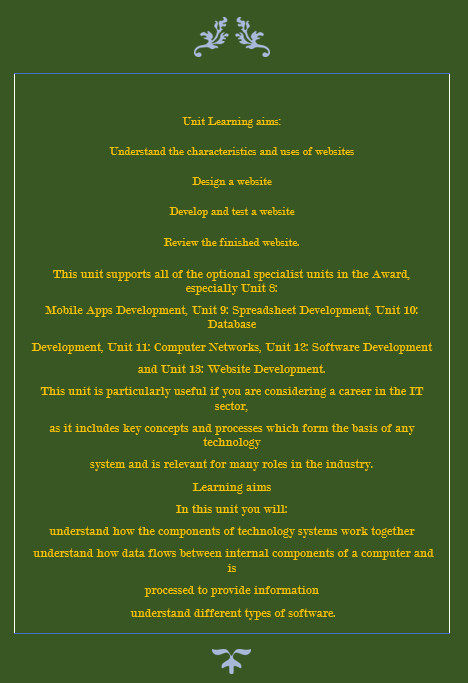 Unit Learning aims:
Understand the characteristics and uses of websites
Design a website
Develop and test a website
Review the finished website.
This unit supports all of the optional specialist units in the Award,
especially Unit 8:
Mobile Apps Development, Unit 9: Spreadsheet Development, Unit 10:
Database
Development, Unit 11: Computer Networks, Unit 12: Software Development
and Unit 13: Website Development.
This unit is particularly useful if you are considering a career in the IT
sector,
as it includes key concepts and processes which form the basis of any
technology
system and is relevant for many roles in the industry.
Learning aims
In this unit you will:
understand how the components of technology systems work together
understand how data flows between internal components of a computer and
is
processed to provide information
understand different types of software.